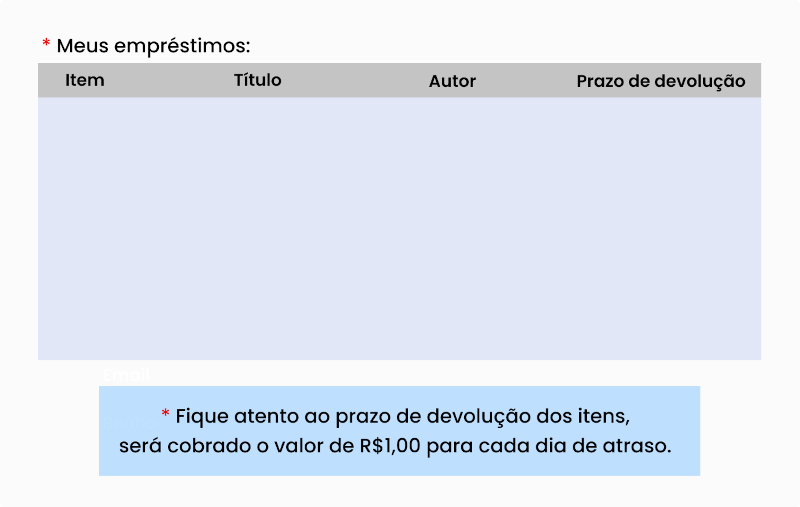 * Meus empréstimos:
Item Título Autor Prazo de devolução
Email
* Fique atento ao prazo de devolução dos itens,
será cobrado o valor de R$1,00 para cada dia de atraso.